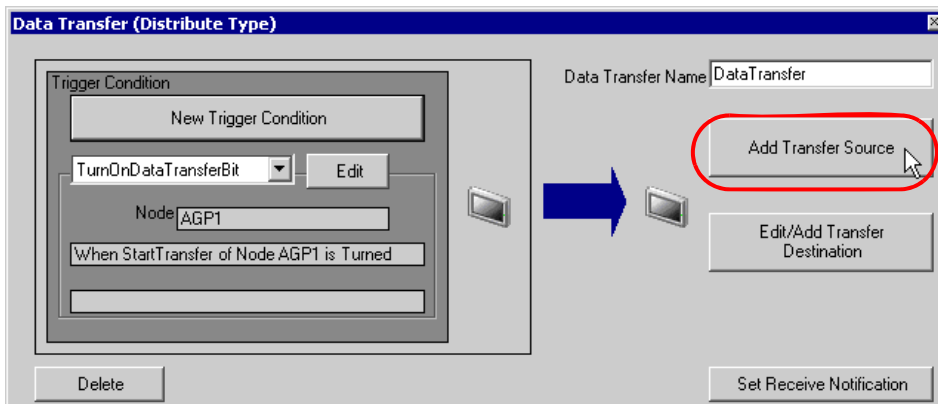 Data Transfer (Distribute Type)
Trigger Condition
New Trigger Condition
TurnOnDataTransferBit
Edit
Node
AGP1
When StartTransfer of Node AGP1 is Turned
Data Transfer Name
DataTransfer
Add Transfer Source
Edit/Add Transfer
Destination
Delete
Set Receive Notification